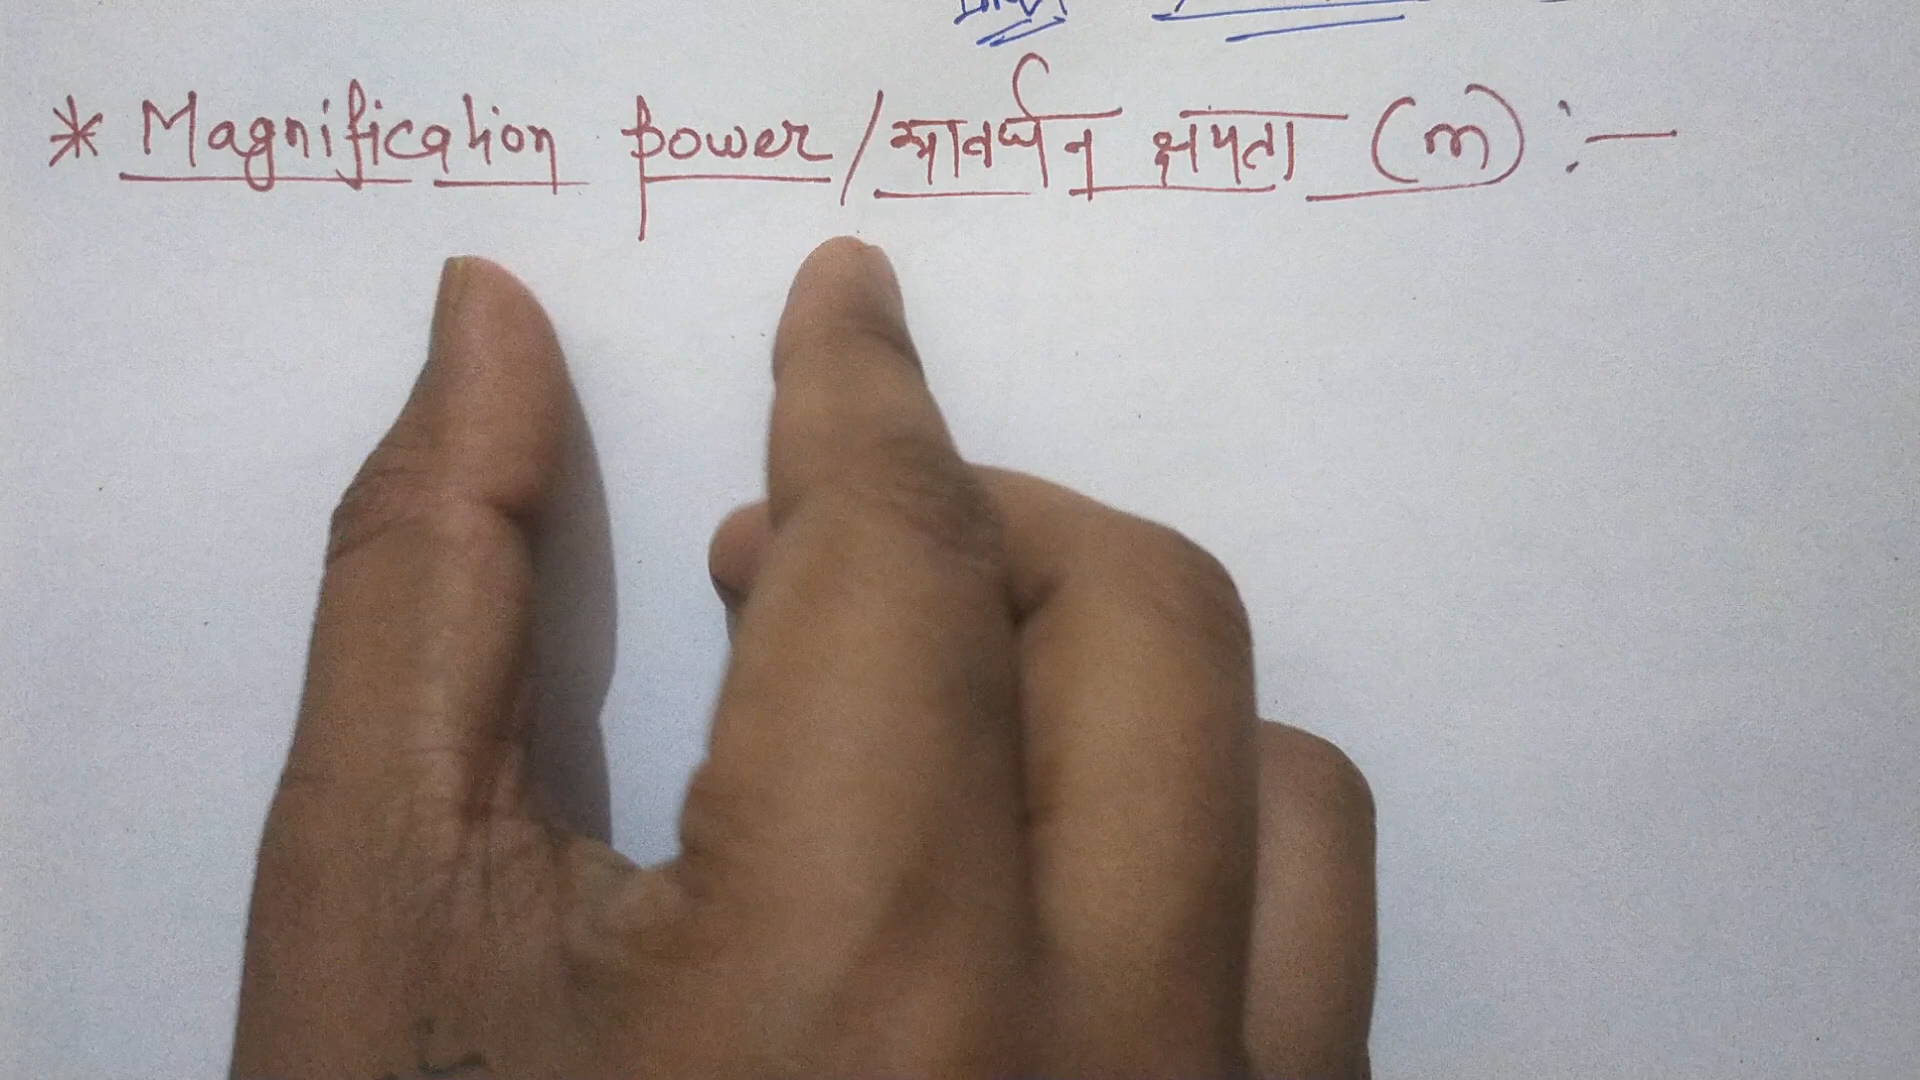 * Magnification power/आवर्धन क्षमता (m) :-